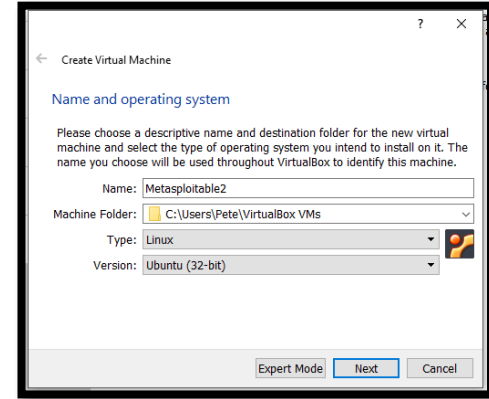 ?
Create Virtual Machine
Name and operating system
Please choose a descriptive name and destination folder for the new virtual
machine and select the type of operating system you intend to install on it. The
name you choose will be used throughout VirtualBox to identify this machine.
Name: Metasploitable2
Machine Folder: C:\Users\Pete\VirtualBox VMs
Type: Linux
Version: Ubuntu (32-bit)
Expert Mode Next Cancel